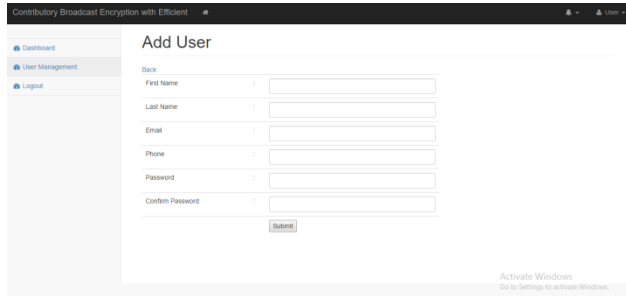 Contributory Broadcast Encryption with Efficient
User
Add User
Dashboard
User Management
Logout
Back
First Name :
Last Name :
Email :
Phone :
Password :
Confirm Password :
Submit
Activate Windows
Go to Settings to activate Windows.